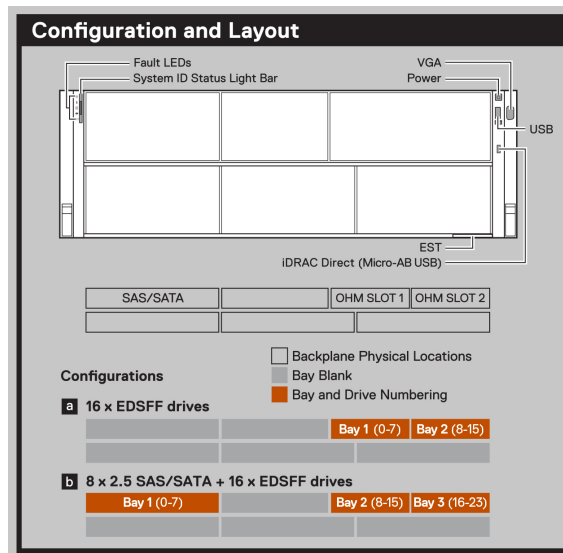 Configuration and Layout
Fault LEDs
System ID Status Light Bar
VGA
Power
USB
EST
iDRAC Direct (Micro-AB USB)
SAS/SATA
OHM SLOT 1
OHM SLOT 2
Backplane Physical Locations
Configurations
Bay Blank
Bay and Drive Numbering
a 16 x EDSFF drives
Bay 1 (0-7)
Bay 2 (8-15)
b 8 x 2.5 SAS/SATA + 16 x EDSFF drives
Bay 1 (0-7)
Bay 2 (8-15)
Bay 3 (16-23)